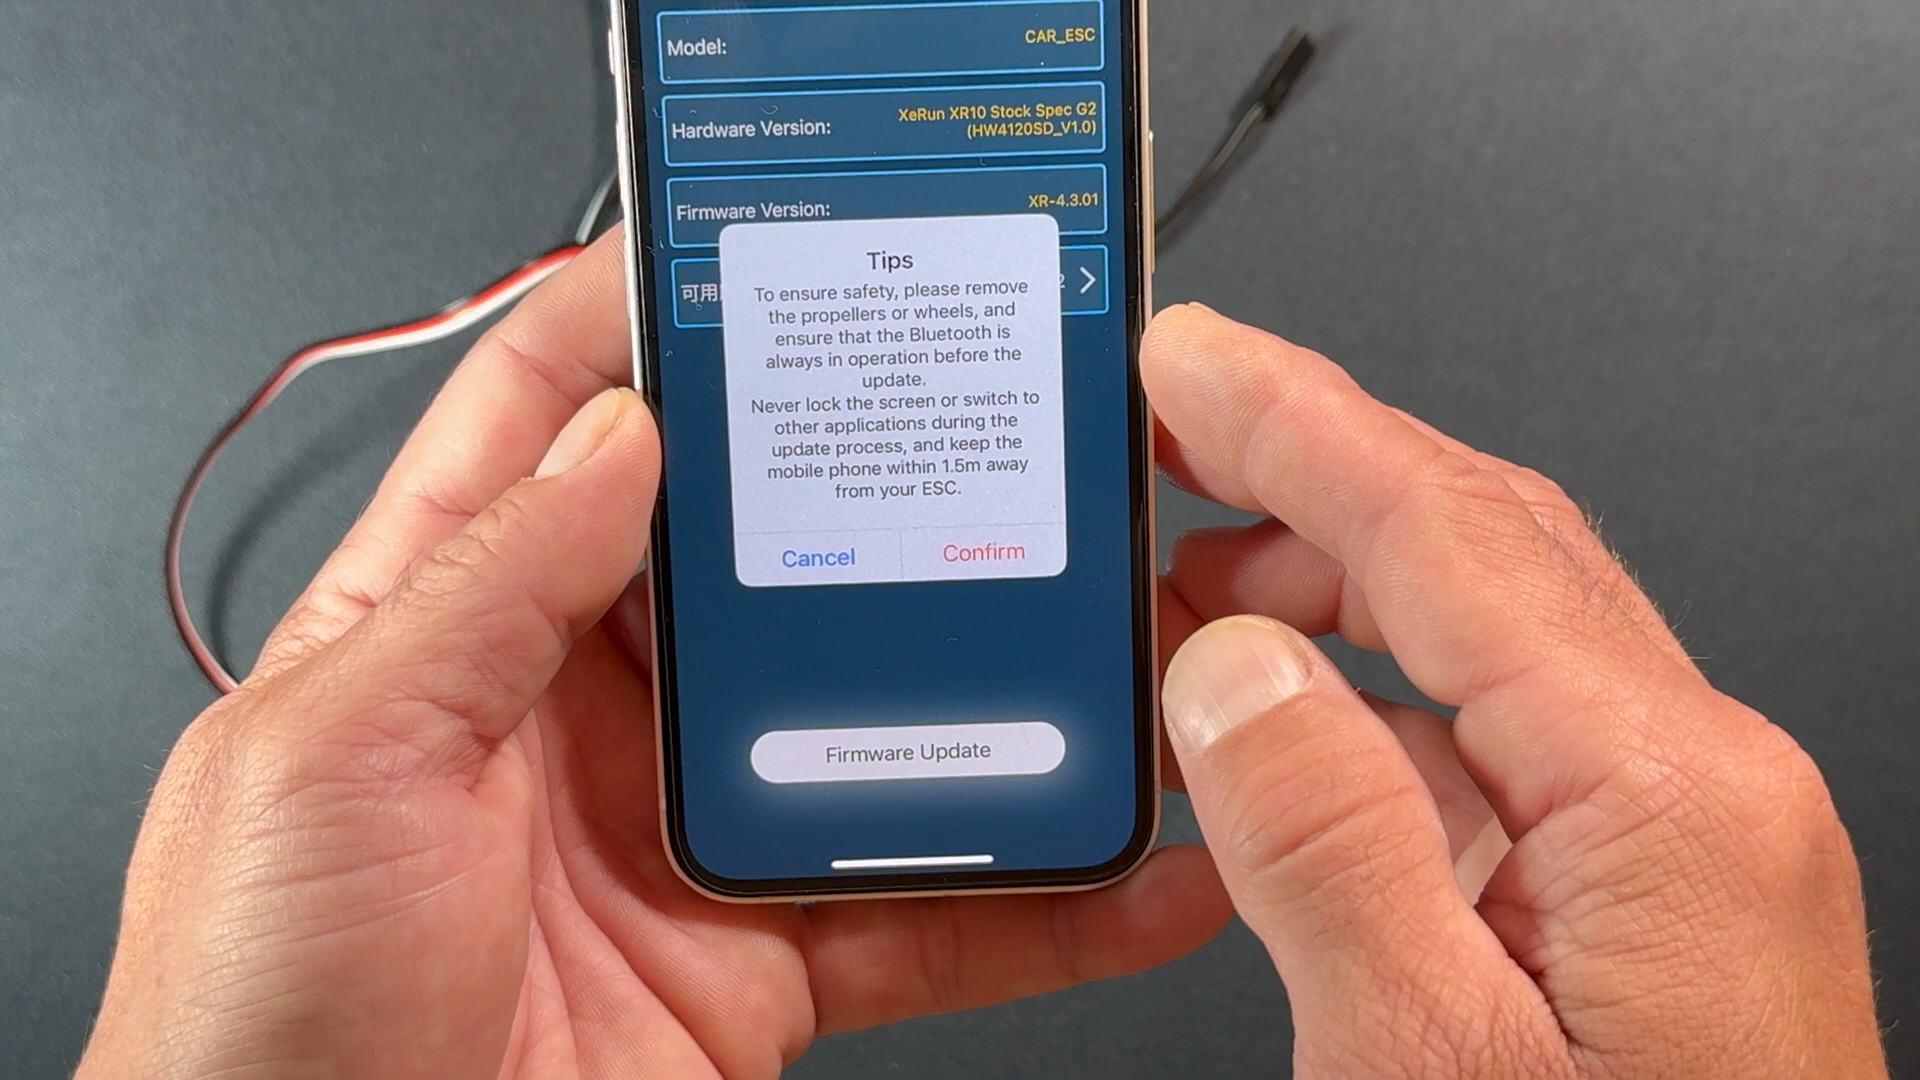 Model:
CAR_ESC
Hardware Version:
XeRun XR10 Stock Spec G2
(HW4120SD_V1.0)
Firmware Version:
XR-4.3.01
可用
Tips
To ensure safety, please remove
the propellers or wheels, and
ensure that the Bluetooth is
always in operation before the
update.
Never lock the screen or switch to
other applications during the
update process, and keep the
mobile phone within 1.5m away
from your ESC.
Cancel
Confirm
Firmware Update